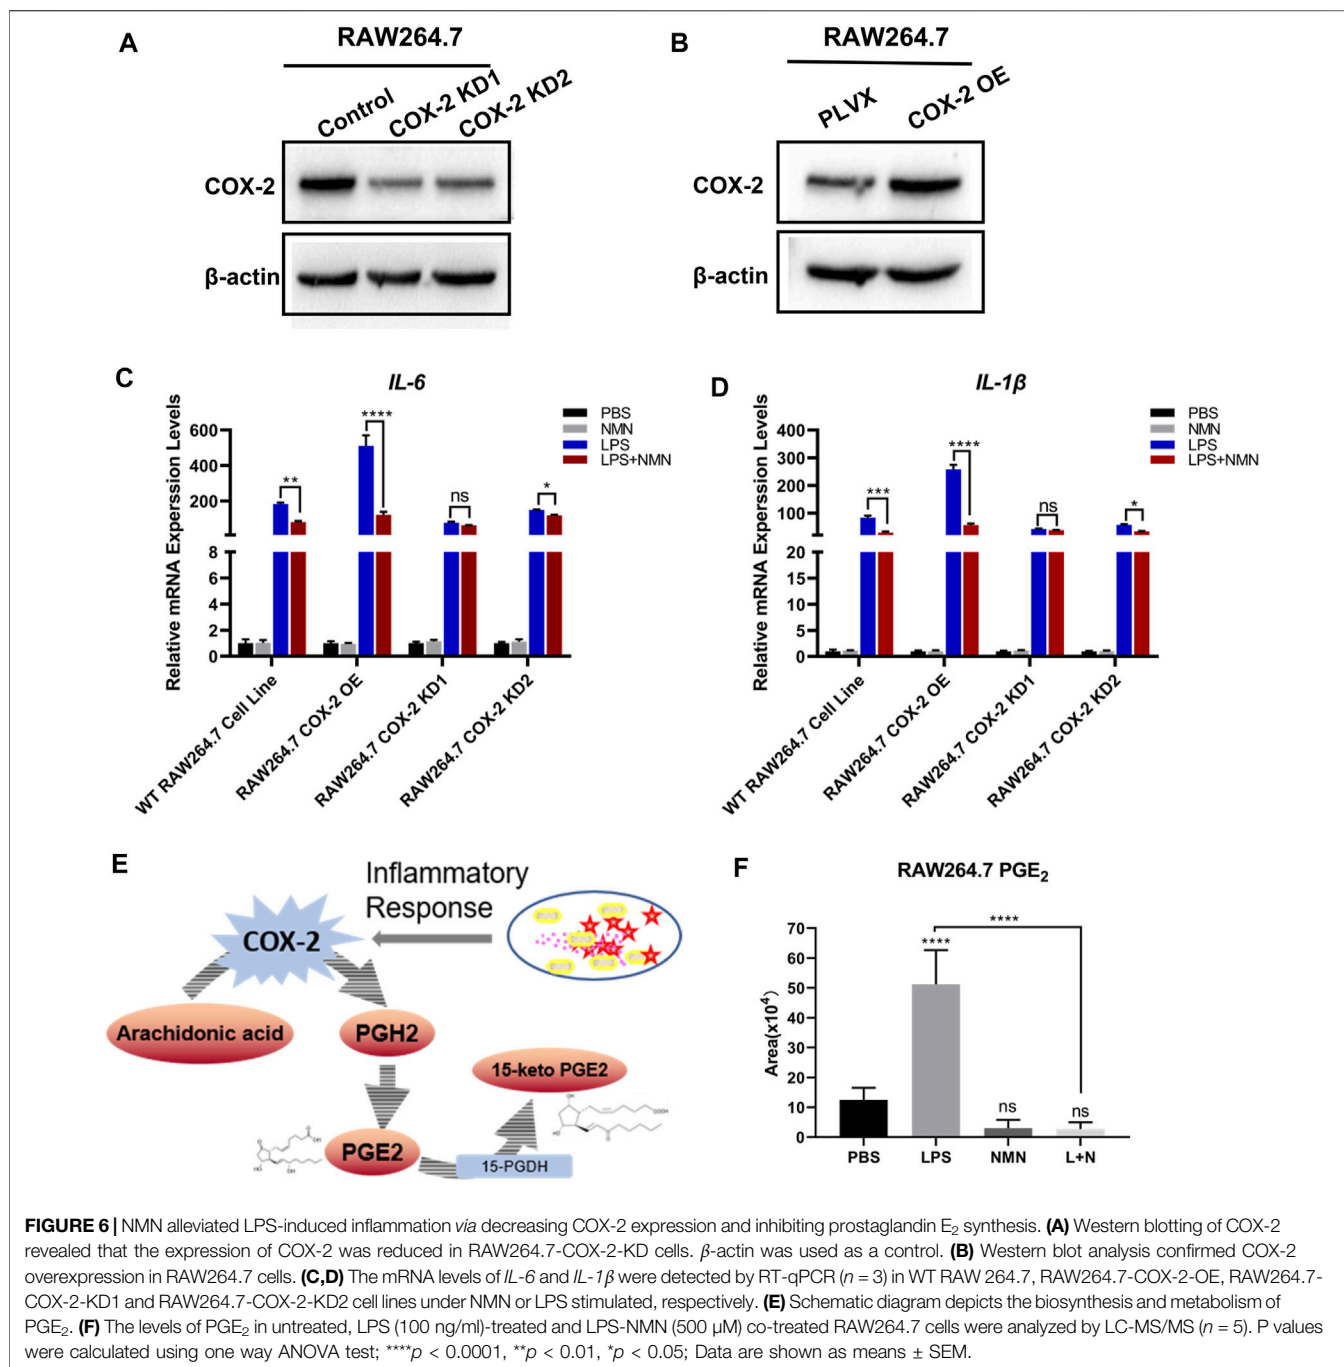 A
RAW264.7
Control
COX-2 KD1
COX-2 KD2
COX-2
β-actin
B
RAW264.7
PLVX
COX-2 OE
COX-2
β-actin
C
IL-6
Relative mRNA Experssion Levels
600
400
200
8
6
4
2
0
**
****
ns
*
PBS
NMN
LPS
LPS+NMN
WT RAW264.7 Cell Line
RAW264.7 COX-2 OE
RAW264.7 COX-2 KD1
RAW264.7 COX-2 KD2
D
IL-1β
Relative mRNA Experssion Levels
400
300
200
100
20
15
10
5
0
***
****
ns
*
PBS
NMN
LPS
LPS+NMN
WT RAW264.7 Cell Line
RAW264.7 COX-2 OE
RAW264.7 COX-2 KD1
RAW264.7 COX-2 KD2
E
Inflammatory
Response
COX-2
Arachidonic acid
PGH2
15-keto PGE2
PGE2
15-PGDH
F
RAW264.7 PGE₂
Area(x10⁴)
70
60
50
40
30
20
10
0
****
****
ns
ns
PBS
LPS
NMN
L+N
FIGURE 6 | NMN alleviated LPS-induced inflammation via decreasing COX-2 expression and inhibiting prostaglandin E₂ synthesis. (A) Western blotting of COX-2
revealed that the expression of COX-2 was reduced in RAW264.7-COX-2-KD cells. β-actin was used as a control. (B) Western blot analysis confirmed COX-2
overexpression in RAW264.7 cells. (C,D) The mRNA levels of IL-6 and IL-1β were detected by RT-qPCR (n = 3) in WT RAW 264.7, RAW264.7-COX-2-OE, RAW264.7-
COX-2-KD1 and RAW264.7-COX-2-KD2 cell lines under NMN or LPS stimulated, respectively. (E) Schematic diagram depicts the biosynthesis and metabolism of
PGE₂. (F) The levels of PGE₂ in untreated, LPS (100 ng/ml)-treated and LPS-NMN (500 μM) co-treated RAW264.7 cells were analyzed by LC-MS/MS (n = 5). P values
were calculated using one way ANOVA test; ****p < 0.0001, **p < 0.01, *p < 0.05; Data are shown as means ± SEM.